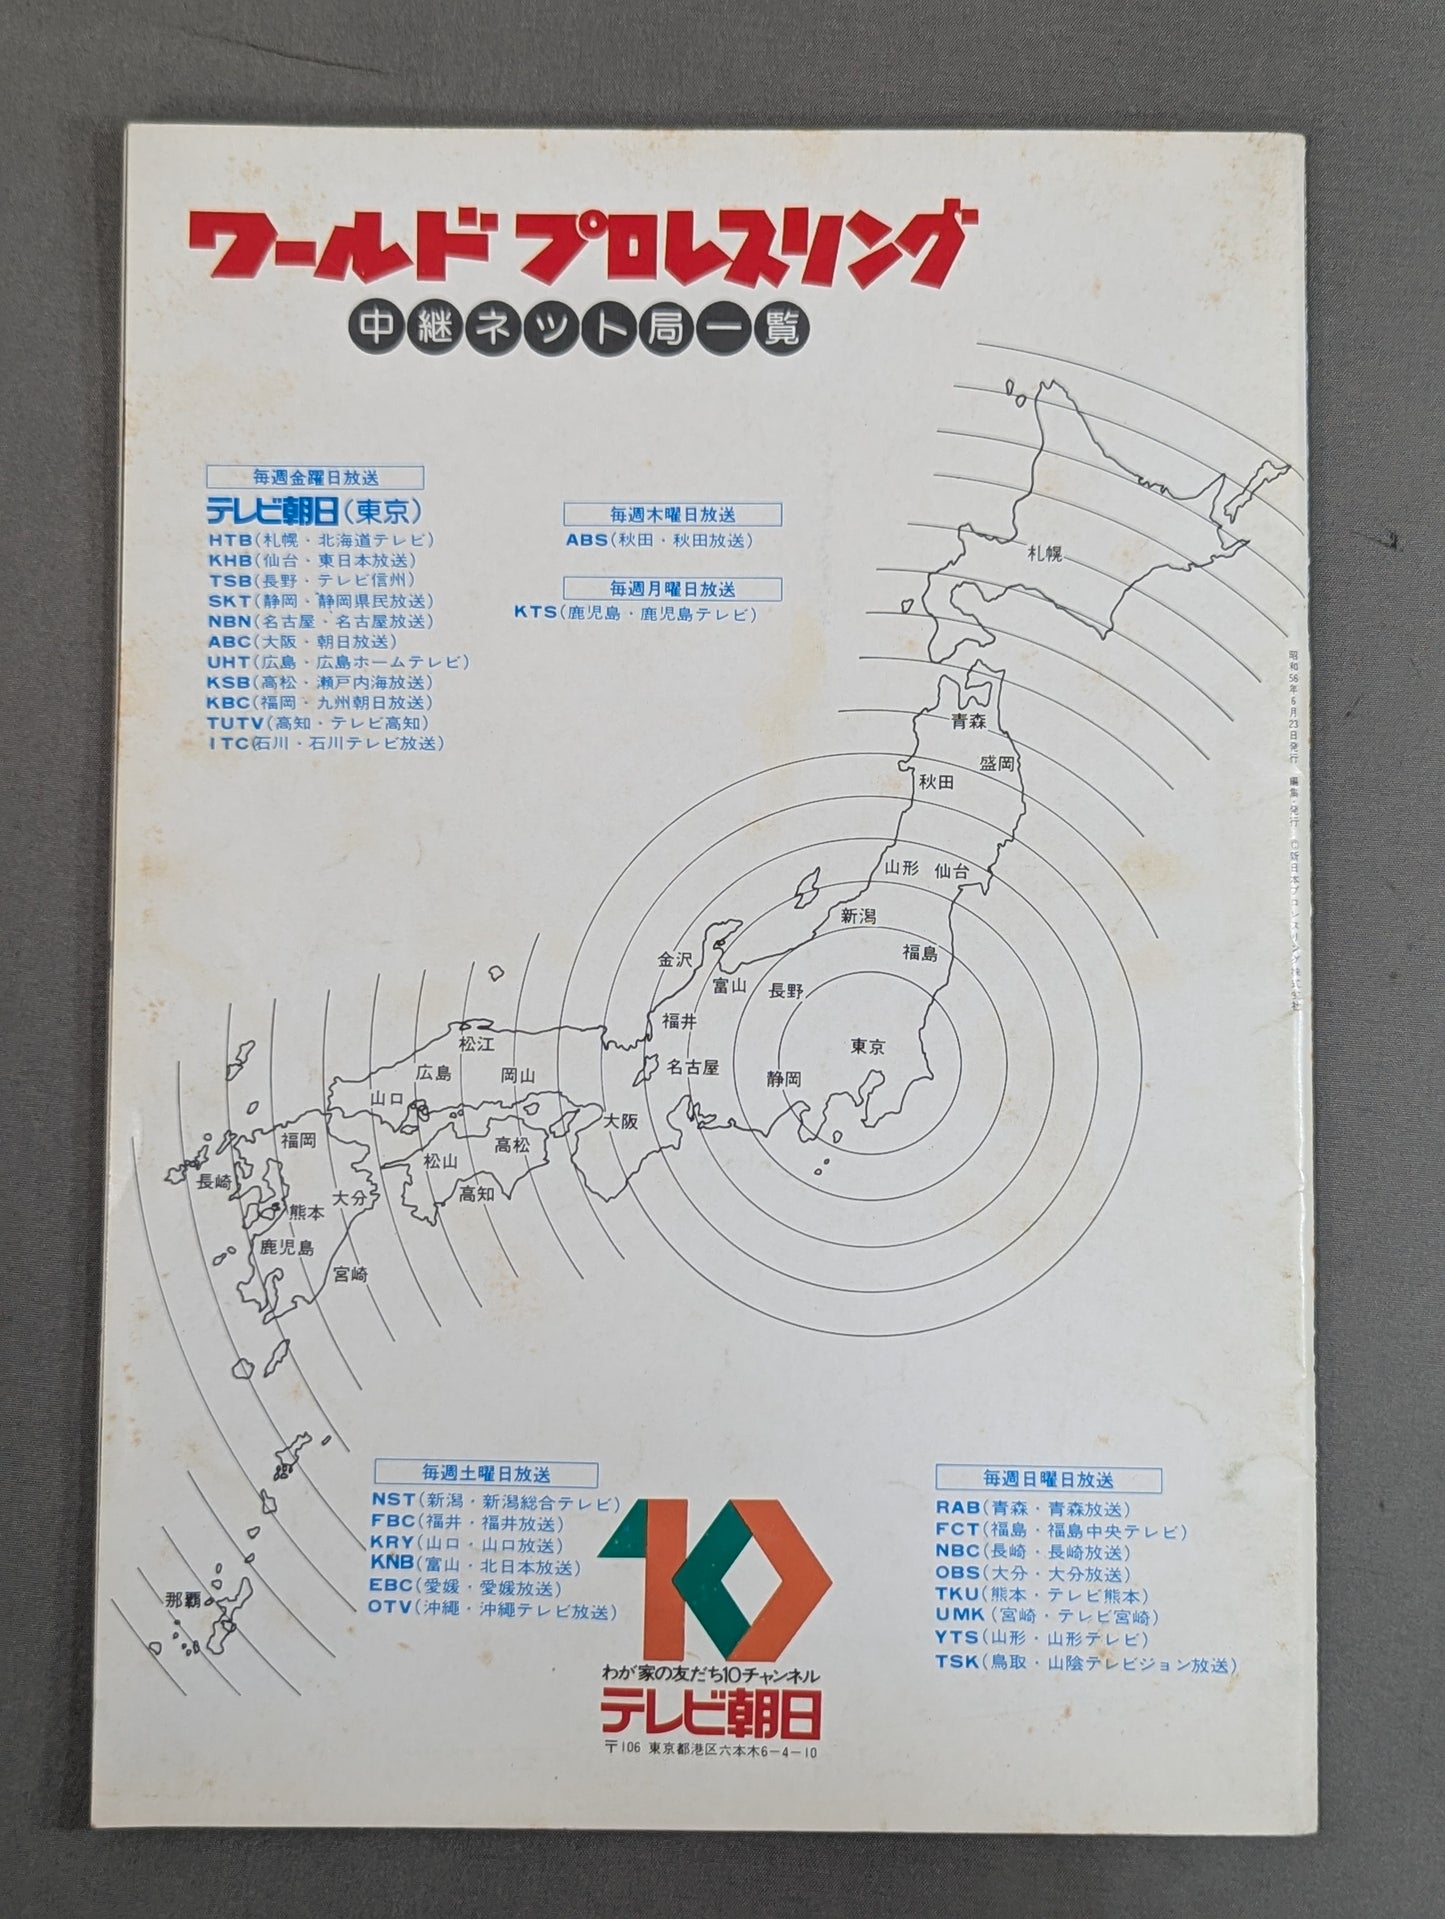 ワールド プロレスリング
中継ネット局一覧
毎週金曜日放送
テレビ朝日(東京)
HTB(札幌・北海道テレビ)
KHB(仙台・東日本放送)
TSB(長野・テレビ信州)
SKT(静岡・静岡県民放送)
NBN(名古屋・名古屋放送)
ABC(大阪・朝日放送)
UHT(広島・広島ホームテレビ)
KSB(高松・瀬戸内海放送)
KBC(福岡・九州朝日放送)
TUTV(高知・テレビ高知)
ITC(石川・石川テレビ放送)
毎週木曜日放送
ABS(秋田・秋田放送)
毎週月曜日放送
KTS(鹿児島・鹿児島テレビ)
札幌
青森
盛岡
秋田
山形 仙台
新潟
福島
金沢
富山 長野
福井
東京
名古屋
静岡
松江
広島 岡山
山口
大阪
福岡
高松
松山
長崎
高知
大分
熊本
鹿児島
宮崎
那覇
昭和56年6月23日発行 編集・発行 ©新日本プロレスリング株式会社
毎週土曜日放送
NST(新潟・新潟総合テレビ)
FBC(福井・福井放送)
KRY(山口・山口放送)
KNB(富山・北日本放送)
EBC(愛媛・愛媛放送)
OTV(沖縄・沖縄テレビ放送)
10
わが家の友だち10チャンネル
テレビ朝日
〒106 東京都港区六本木6-4-10
毎週日曜日放送
RAB(青森・青森放送)
FCT(福島・福島中央テレビ)
NBC(長崎・長崎放送)
OBS(大分・大分放送)
TKU(熊本・テレビ熊本)
UMK(宮崎・テレビ宮崎)
YTS(山形・山形テレビ)
TSK(鳥取・山陰テレビジョン放送)